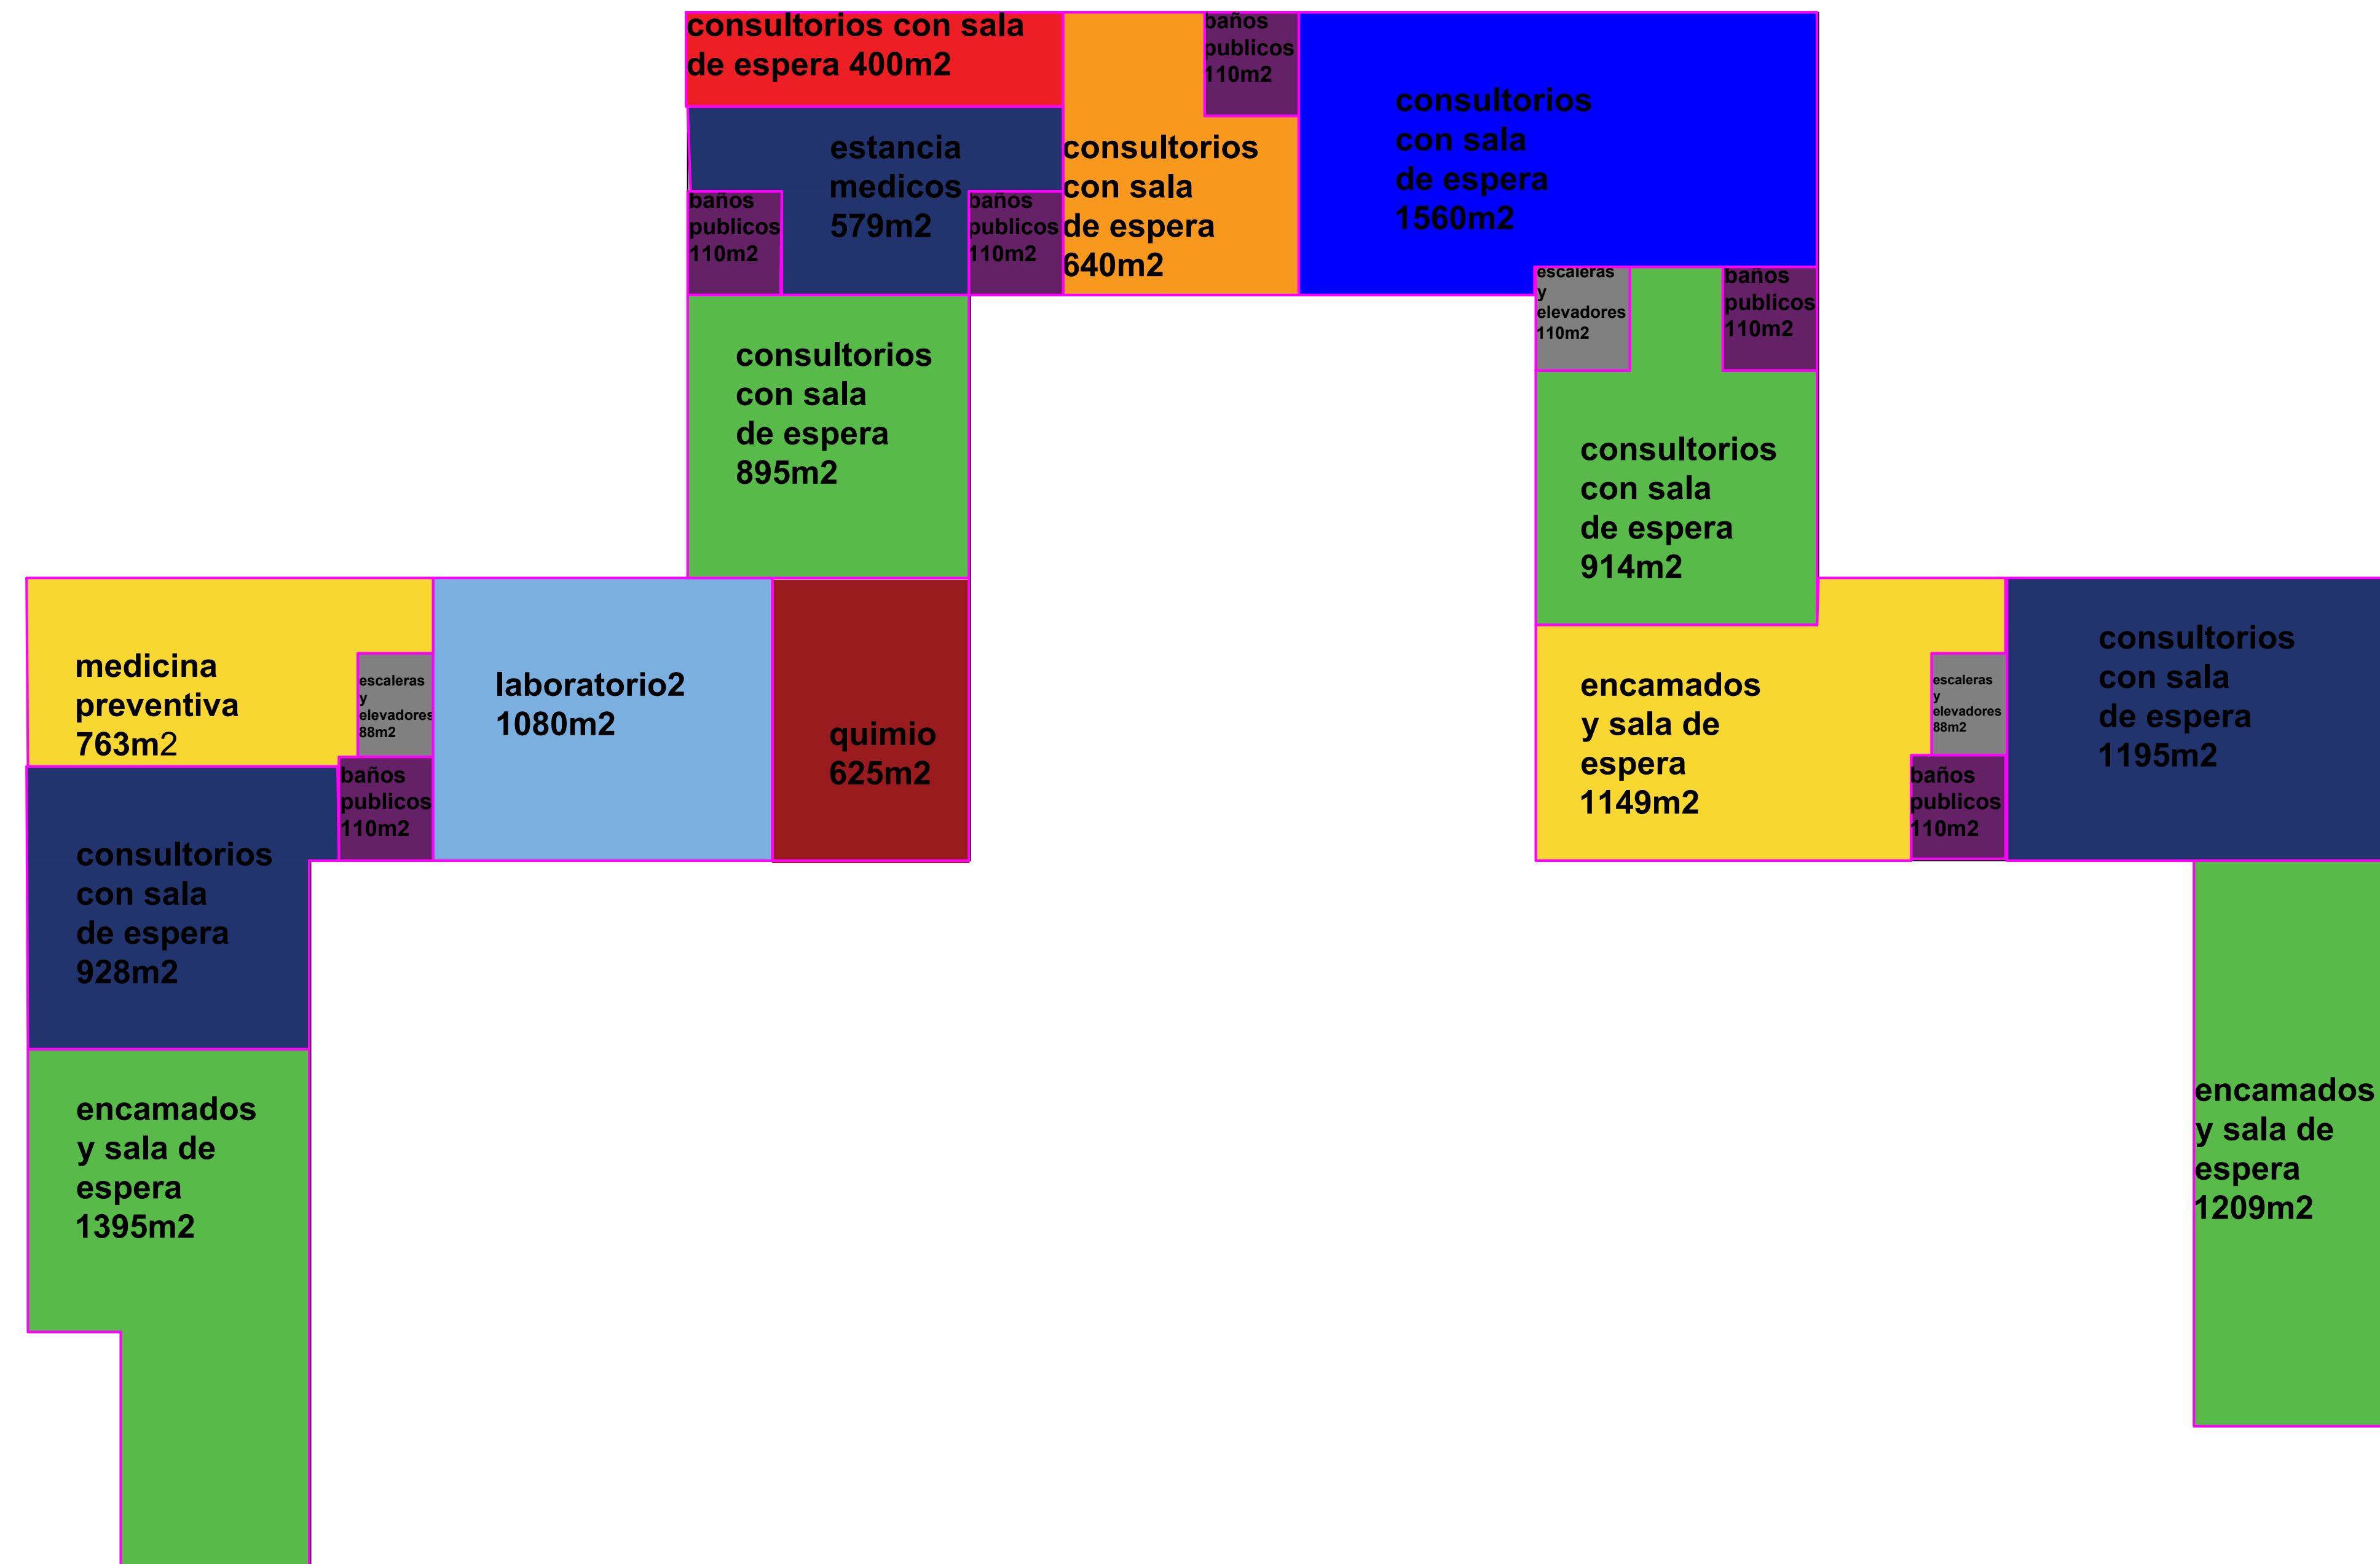 consultorios con sala
de espera 400m2
baños
publicos
110m2
consultorios
con sala
de espera
1560m2
estancia
medicos
579m2
baños
publicos
110m2
baños
publicos
110m2
consultorios
con sala
de espera
640m2
escaleras
y
elevadores
110m2
baños
publicos
110m2
consultorios
con sala
de espera
895m2
consultorios
con sala
de espera
914m2
medicina
preventiva
763m2
escaleras
y
elevadores
88m2
baños
publicos
110m2
laboratorio2
1080m2
quimio
625m2
encamados
y sala de
espera
1149m2
escaleras
y
elevadores
88m2
baños
publicos
110m2
consultorios
con sala
de espera
1195m2
consultorios
con sala
de espera
928m2
encamados
y sala de
espera
1395m2
encamados
y sala de
espera
1209m2